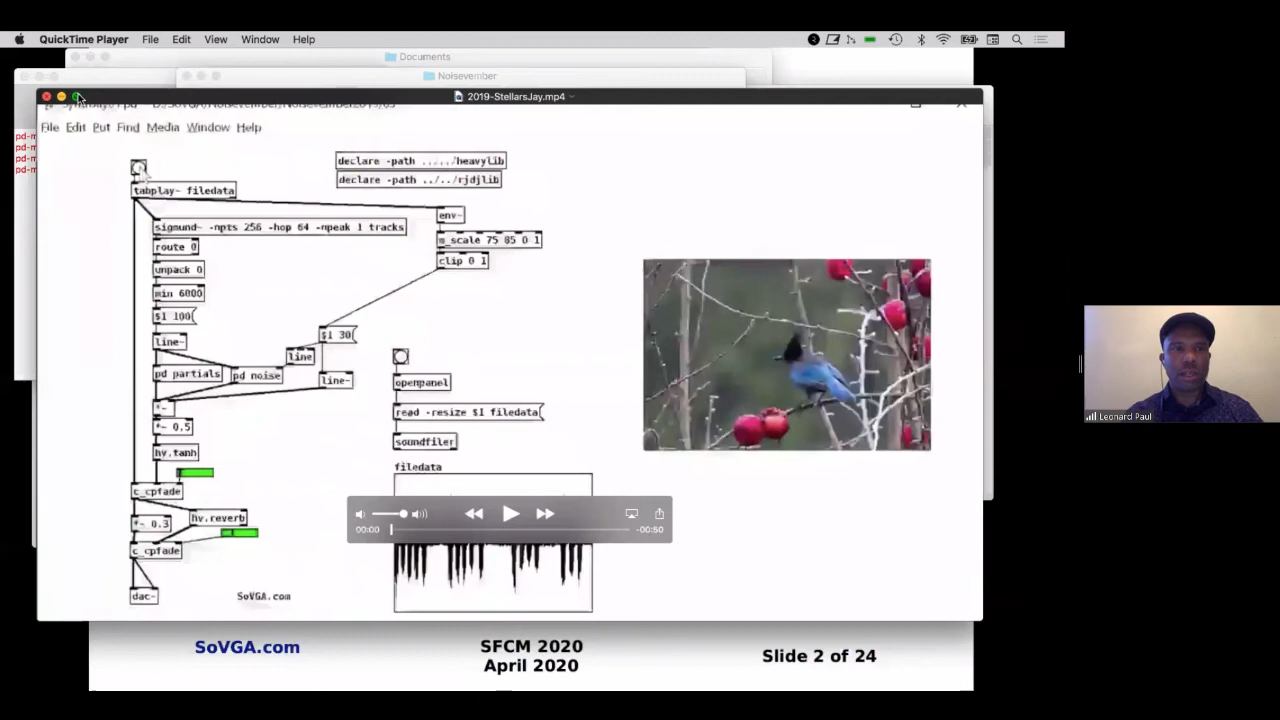 QuickTime Player File Edit View Window Help
Documents
Noisevember
2019-StellarsJay.mp4
File Edit Put Find Media Window Help
pd-m
pd-m
pd-m
pd-m
declare -path ../../heavylib
declare -path ../../rjdjlib
tabplay~ filedata
env~
sigmund~ -npts 256 -hop 64 -npeak 1 tracks
m_scale 75 85 0 1
route 0
clip 0 1
unpack 0
min 6000
$1 100
$1 30
line~
line
pd partials
pd noise
line~
openpanel
*~
read -resize $1 filedata
*~ 0.5
soundfiler
hv.tanh
filedata
c_cpfade
hv.reverb
*~ 0.3
00:00
-00:50
c_cpfade
dac~
SoVGA.com
Leonard Paul
SoVGA.com
SFCM 2020
April 2020
Slide 2 of 24